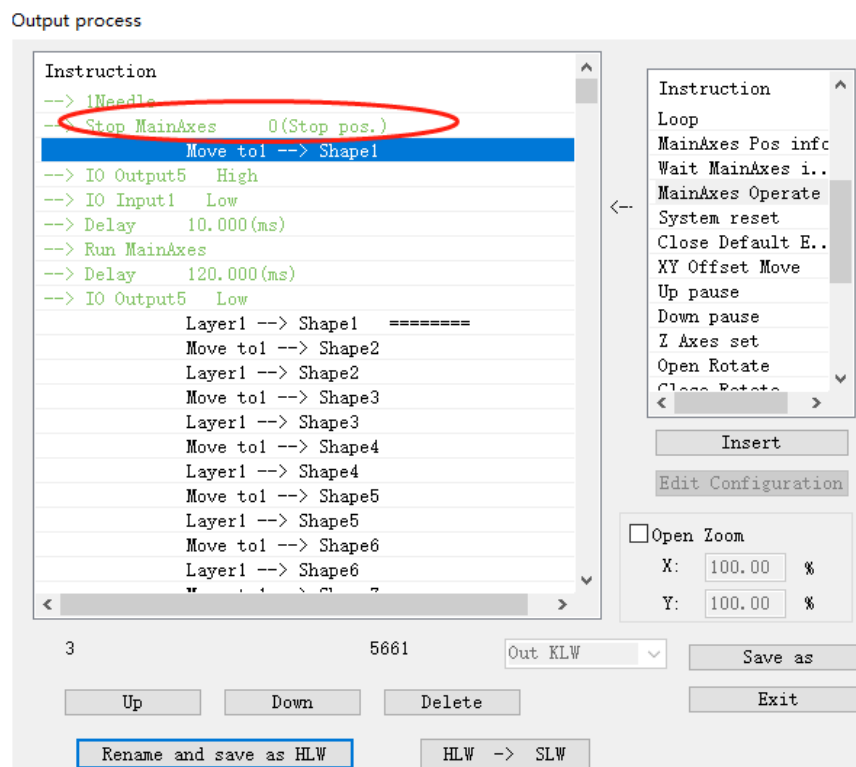 Output process
Instruction
--> 1Needle
--> Stop MainAxes 0(Stop pos.)
Move to1 --> Shape1
--> IO Output5 High
--> IO Input1 Low
--> Delay 10.000(ms)
--> Run MainAxes
--> Delay 120.000(ms)
--> IO Output5 Low
Layer1 --> Shape1 ========
Move to1 --> Shape2
Layer1 --> Shape2
Move to1 --> Shape3
Layer1 --> Shape3
Move to1 --> Shape4
Layer1 --> Shape4
Move to1 --> Shape5
Layer1 --> Shape5
Move to1 --> Shape6
Layer1 --> Shape6
Instruction
Loop
MainAxes Pos info
Wait MainAxes i..
MainAxes Operate
System reset
Close Default E..
XY Offset Move
Up pause
Down pause
Z Axes set
Open Rotate
Close Rotate
<--
Insert
Edit Configuration
Open Zoom
X: 100.00 %
Y: 100.00 %
3 5661 Out KLW
Save as
Up Down Delete Exit
Rename and save as HLW HLW -> SLW